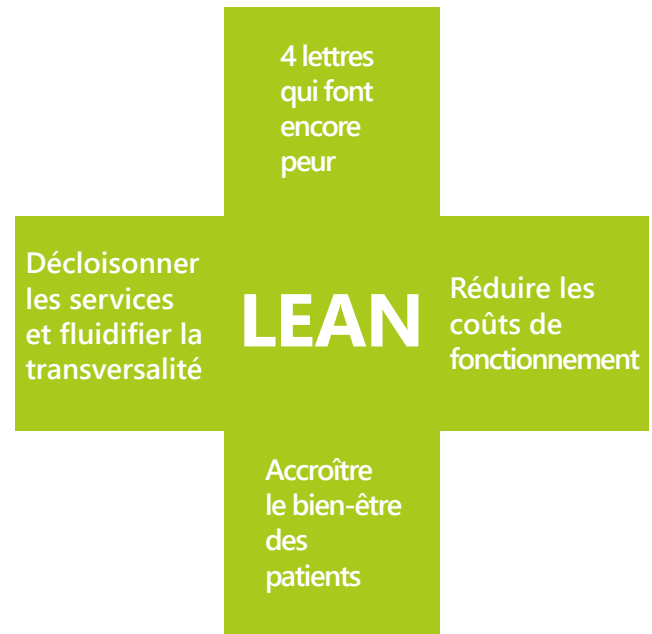 4 lettres
qui font
encore
peur
Décloisonner
les services
et fluidifier la
transversalité
LEAN
Réduire les
coûts de
fonctionnement
Accroître
le bien-être
des
patients